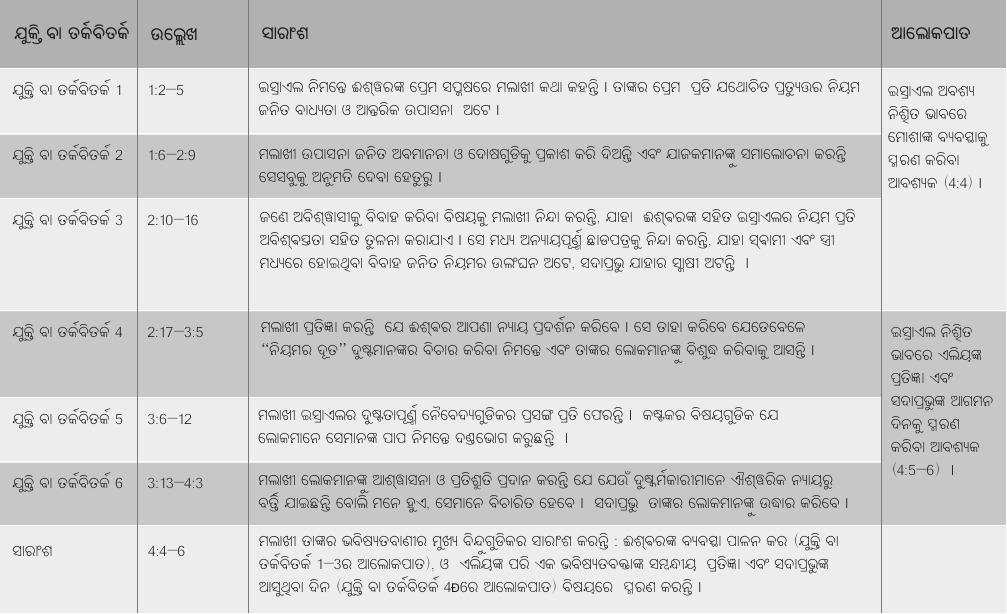 ଯୁକ୍ତି ବା ତର୍କବିତର୍କ ଉଲ୍ଲେଖ ସାରାଂଶ ଆଲୋକପାତ
ଯୁକ୍ତି ବା ତର୍କବିତର୍କ 1 1:2–5 ଇସ୍ରାଏଲ ନିମନ୍ତେ ଈଶ୍ଵରଙ୍କ ପ୍ରେମ ସପକ୍ଷରେ ମଲାଖୀ କଥା କହନ୍ତି । ତାଙ୍କର ପ୍ରେମ ପ୍ରତି ଯଥୋଚିତ ପ୍ରତ୍ୟୁତ୍ତର ନିୟମ
ଜନିତ ବାଧ୍ୟତା ଓ ଆନ୍ତରିକ ଉପାସନା ଅଟେ ।
ଇସ୍ରାଏଲ ଅବଶ୍ୟ
ନିଶ୍ଚିତ ଭାବରେ
ମୋଶାଙ୍କ ବ୍ୟବସ୍ଥାକୁ
ସ୍ମରଣ କରିବା
ଆବଶ୍ୟକ (4:4) ।
ଯୁକ୍ତି ବା ତର୍କବିତର୍କ 2 1:6–2:9 ମଲାଖୀ ଉପାସନା ଜନିତ ଅବମାନନା ଓ ଦୋଷଗୁଡିକୁ ପ୍ରକାଶ କରି ଦିଅନ୍ତି ଏବଂ ଯାଜକମାନଙ୍କୁ ସମାଲୋଚନା କରନ୍ତି
ସେସବୁକୁ ଅନୁମତି ଦେବା ହେତୁରୁ ।
ଯୁକ୍ତି ବା ତର୍କବିତର୍କ 3 2:10–16 ଜଣେ ଅବିଶ୍ଵାସୀକୁ ବିବାହ କରିବା ବିଷୟକୁ ମଲାଖୀ ନିନ୍ଦା କରନ୍ତି, ଯାହା ଈଶ୍ଵରଙ୍କ ସହିତ ଇସ୍ରାଏଲର ନିୟମ ପ୍ରତି
ଅବିଶ୍ଵସ୍ତତା ସହିତ ତୁଳନା କରାଯାଏ । ସେ ମଧ୍ୟ ଅନ୍ୟାୟପୂର୍ଣ୍ଣ ଛାଡପତ୍ରକୁ ନିନ୍ଦା କରନ୍ତି, ଯାହା ସ୍ଵାମୀ ଏବଂ ସ୍ତ୍ରୀ
ମଧ୍ୟରେ ହୋଇଥିବା ବିବାହ ଜନିତ ନିୟମର ଉଲଂଘନ ଅଟେ, ସଦାପ୍ରଭୁ ଯାହାର ସାକ୍ଷୀ ଅଟନ୍ତି ।
ଯୁକ୍ତି ବା ତର୍କବିତର୍କ 4 2:17–3:5 ମଲାଖୀ ପ୍ରତିଜ୍ଞା କରନ୍ତି ଯେ ଈଶ୍ଵର ଆପଣା ନ୍ୟାୟ ପ୍ରଦର୍ଶନ କରିବେ । ସେ ତାହା କରିବେ ଯେତେବେଳେ
“ନିୟମର ଦୂତ” ଦୁଷ୍ଟମାନଙ୍କର ବିଚାର କରିବା ନିମନ୍ତେ ଏବଂ ତାଙ୍କର ଲୋକମାନଙ୍କୁ ବିଶୁଦ୍ଧ କରିବାକୁ ଆସନ୍ତି ।
ଇସ୍ରାଏଲ ନିଶ୍ଚିତ
ଭାବରେ ଏଲିୟଙ୍କ
ପ୍ରତିଜ୍ଞା ଏବଂ
ସଦାପ୍ରଭୁଙ୍କ ଆଗମନ
ଦିନକୁ ସ୍ମରଣ
କରିବା ଆବଶ୍ୟକ
(4:5–6) ।
ଯୁକ୍ତି ବା ତର୍କବିତର୍କ 5 3:6–12 ମଲାଖୀ ଇସ୍ରାଏଲର ଦୁଷ୍ଟତାପୂର୍ଣ୍ଣ ନୈବେଦ୍ୟଗୁଡିକର ପ୍ରସଙ୍ଗ ପ୍ରତି ଫେରନ୍ତି । କଷ୍ଟକର ବିଷୟଗୁଡିକ ଯେ
ଲୋକମାନେ ସେମାନଙ୍କ ପାପ ନିମନ୍ତେ ଦଣ୍ଡଭୋଗ କରୁଛନ୍ତି ।
ଯୁକ୍ତି ବା ତର୍କବିତର୍କ 6 3:13–4:3 ମଲାଖୀ ଲୋକମାନଙ୍କୁ ଆଶ୍ଵାସନା ଓ ପ୍ରତିଶ୍ରୁତି ପ୍ରଦାନ କରନ୍ତି ଯେ ଯେଉଁ ଦୁଷ୍କର୍ମକାରୀମାନେ ଐଶ୍ଵରିକ ନ୍ୟାୟରୁ
ବର୍ତ୍ତି ଯାଇଛନ୍ତି ବୋଲି ମନେ ହୁଏ, ସେମାନେ ବିଚାରିତ ହେବେ । ସଦାପ୍ରଭୁ ତାଙ୍କର ଲୋକମାନଙ୍କୁ ଉଦ୍ଧାର କରିବେ ।
ସାରାଂଶ 4:4–6 ମଲାଖୀ ତାଙ୍କର ଭବିଷ୍ୟତବାଣୀର ମୁଖ୍ୟ ବିନ୍ଦୁଗୁଡିକର ସାରାଂଶ କରନ୍ତି : ଈଶ୍ଵରଙ୍କ ବ୍ୟବସ୍ଥା ପାଳନ କର (ଯୁକ୍ତି ବା
ତର୍କବିତର୍କ 1–3ର ଆଲୋକପାତ), ଓ ଏଲିୟଙ୍କ ପରି ଏକ ଭବିଷ୍ୟତବକ୍ତାଙ୍କ ସମ୍ବନ୍ଧୀୟ ପ୍ରତିଜ୍ଞା ଏବଂ ସଦାପ୍ରଭୁଙ୍କ
ଆସୁଥିବା ଦିନ (ଯୁକ୍ତି ବା ତର୍କବିତର୍କ 4Ð6ର ଆଲୋକପାତ) ବିଷୟରେ ସ୍ମରଣ କରନ୍ତି ।